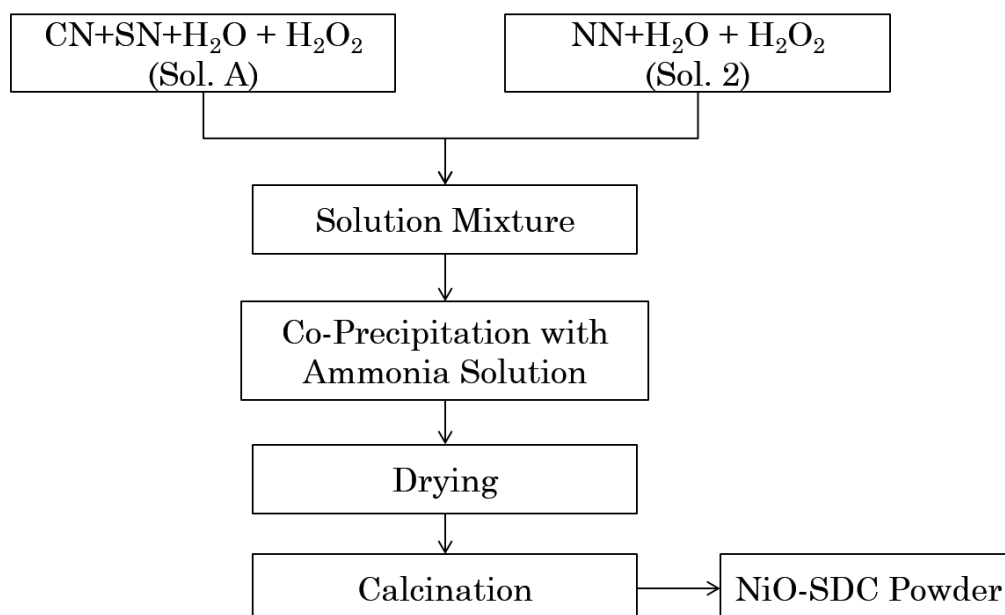 CN+SN+H₂O + H₂O₂
(Sol. A)
NN+H₂O + H₂O₂
(Sol. 2)
Solution Mixture
Co-Precipitation with
Ammonia Solution
Drying
Calcination
NiO-SDC Powder